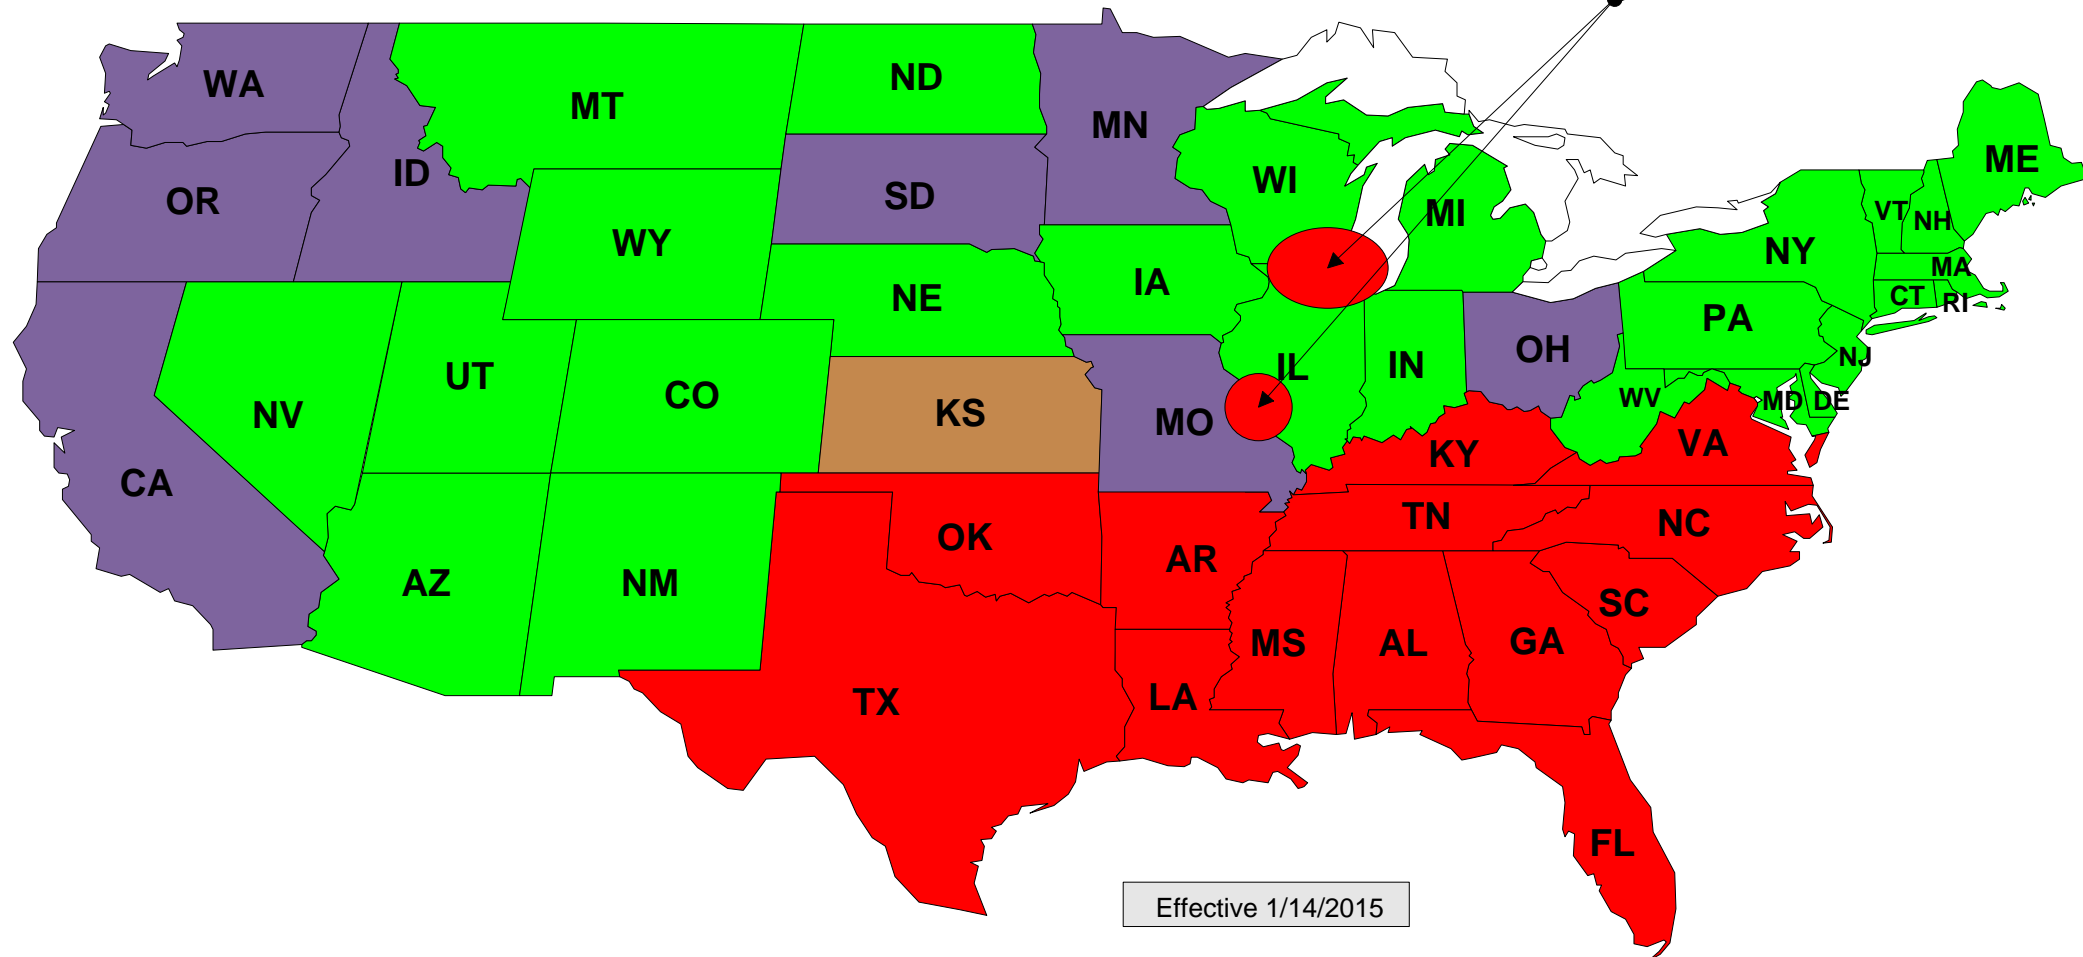 WA
MT
ND
MN
ID
OR
SD
WI
MI
ME
VT
NH
WY
NY
MA
NE
IA
CT
RI
PA
UT
CO
KS
IL
IN
OH
NJ
NV
MO
WV
MD
DE
CA
KY
VA
OK
TN
NC
AZ
NM
AR
SC
MS
AL
GA
TX
LA
FL
Effective 1/14/2015